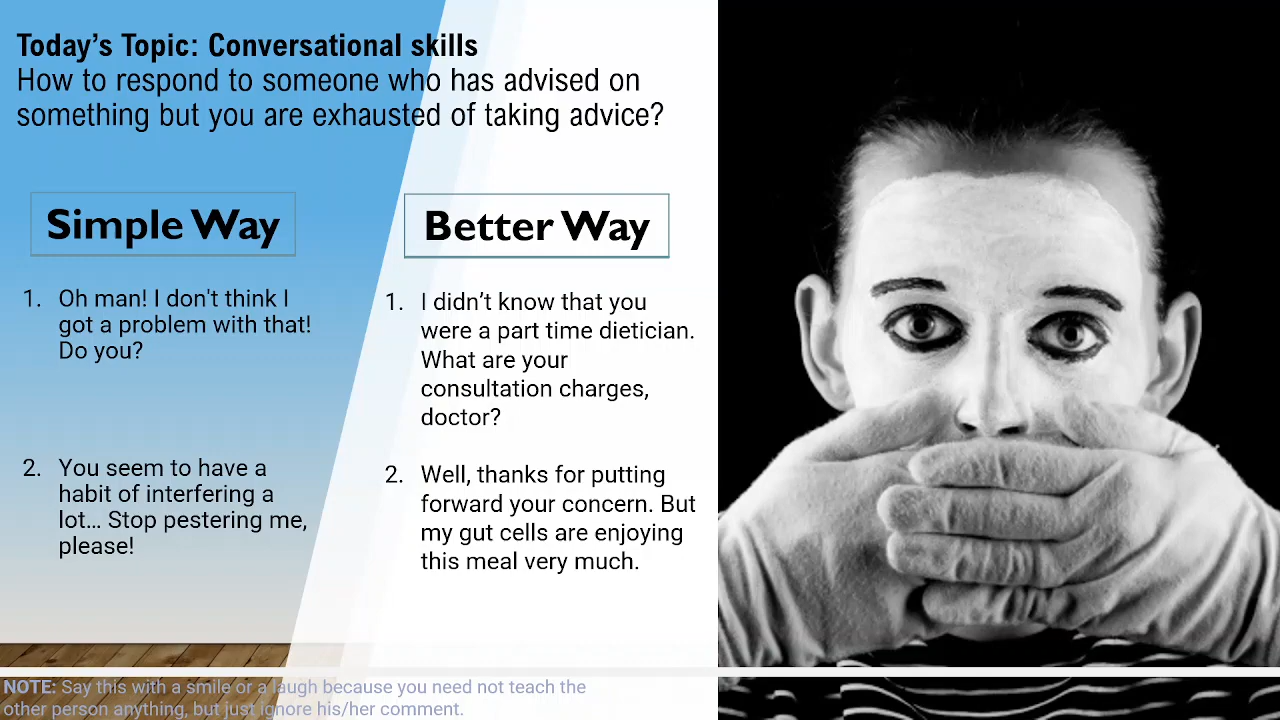 Today’s Topic: Conversational skills
How to respond to someone who has advised on
something but you are exhausted of taking advice?
Simple Way
1. Oh man! I don't think I
got a problem with that!
Do you?
2. You seem to have a
habit of interfering a
lot... Stop pestering me,
please!
Better Way
1. I didn’t know that you
were a part time dietician.
What are your
consultation charges,
doctor?
2. Well, thanks for putting
forward your concern. But
my gut cells are enjoying
this meal very much.
NOTE: Say this with a smile or a laugh because you need not teach the
other person anything, but just ignore his/her comment.